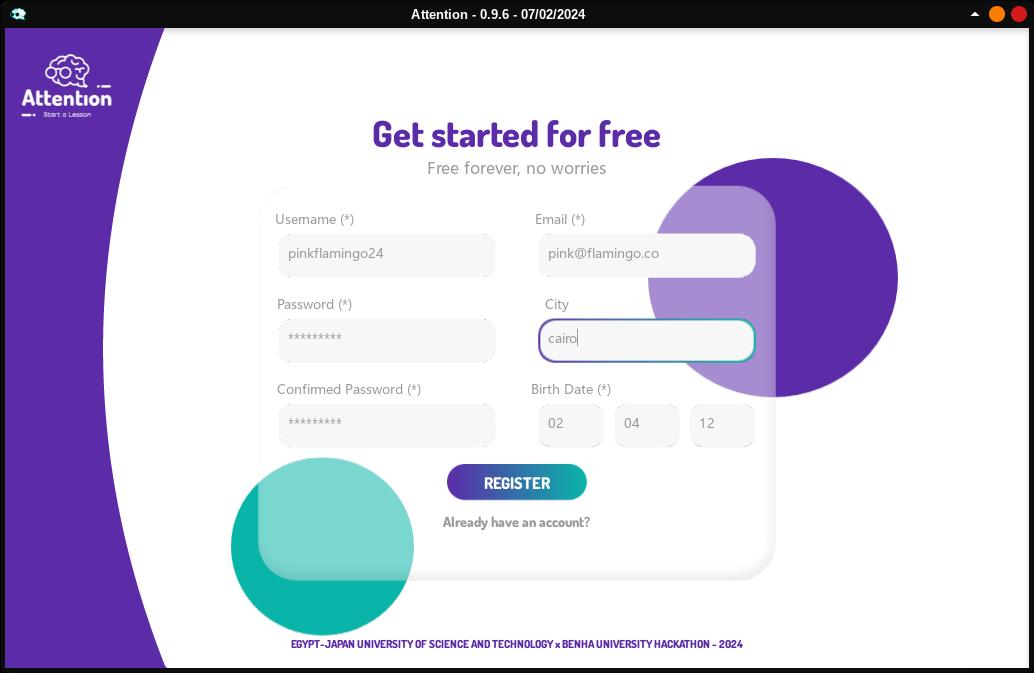 Attention - 0.9.6 - 07/02/2024
Attention
Start a Lesson
Get started for free
Free forever, no worries
Username (*)
Email (*)
pinkflamingo24
pink@flamingo.co
Password (*)
City
*********
cairo
Confirmed Password (*)
Birth Date (*)
*********
02 04 12
REGISTER
Already have an account?
EGYPT-JAPAN UNIVERSITY OF SCIENCE AND TECHNOLOGY x BENHA UNIVERSITY HACKATHON - 2024